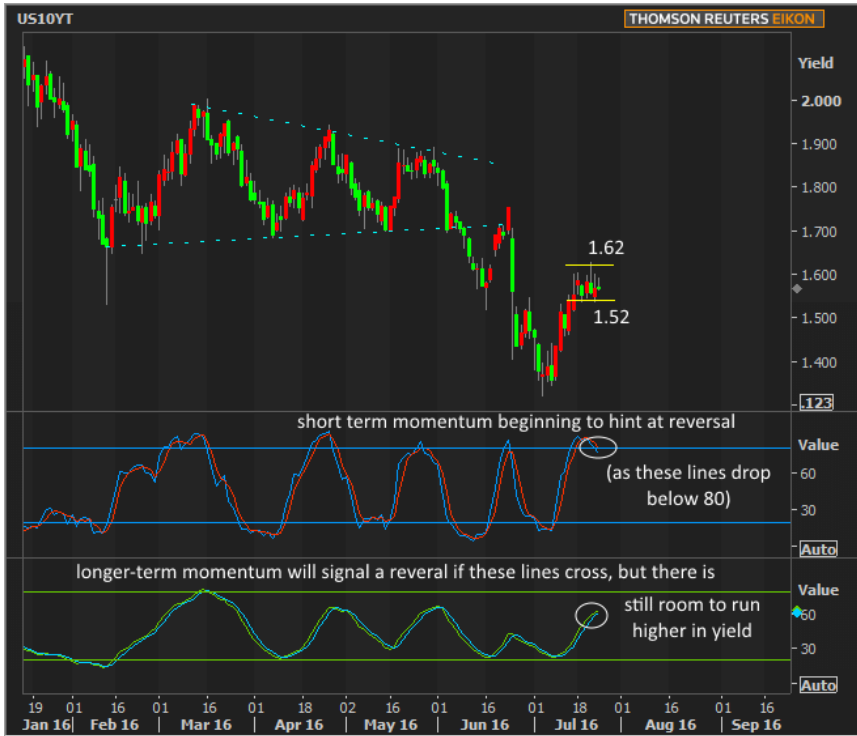 US10YT
THOMSON REUTERS EIKON
Yield
2.000
1.900
1.800
1.700
1.62
1.600
1.52
1.500
1.400
.123
short term momentum beginning to hint at reversal
Value
(as these lines drop
60
below 80)
30
Auto
longer-term momentum will signal a reveral if these lines cross, but there is
Value
still room to run
60
higher in yield
30
Auto
19 01 16 01 16 01 18 02 16 01 16 01 18 01 16 01 16
Jan 16 Feb 16 Mar 16 Apr 16 May 16 Jun 16 Jul 16 Aug 16 Sep 16